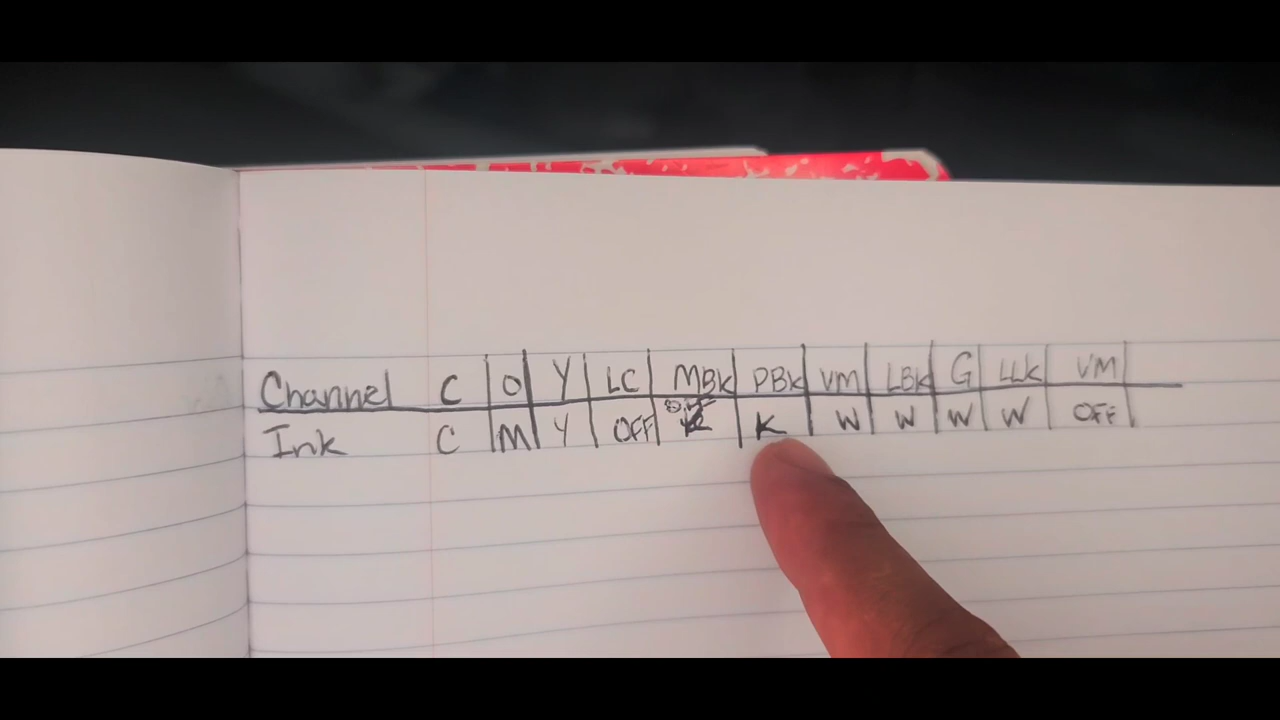 Channel C O Y LC MBK PBK VM LBK G LLK VM
Ink C M Y OFF K W W W W OFF